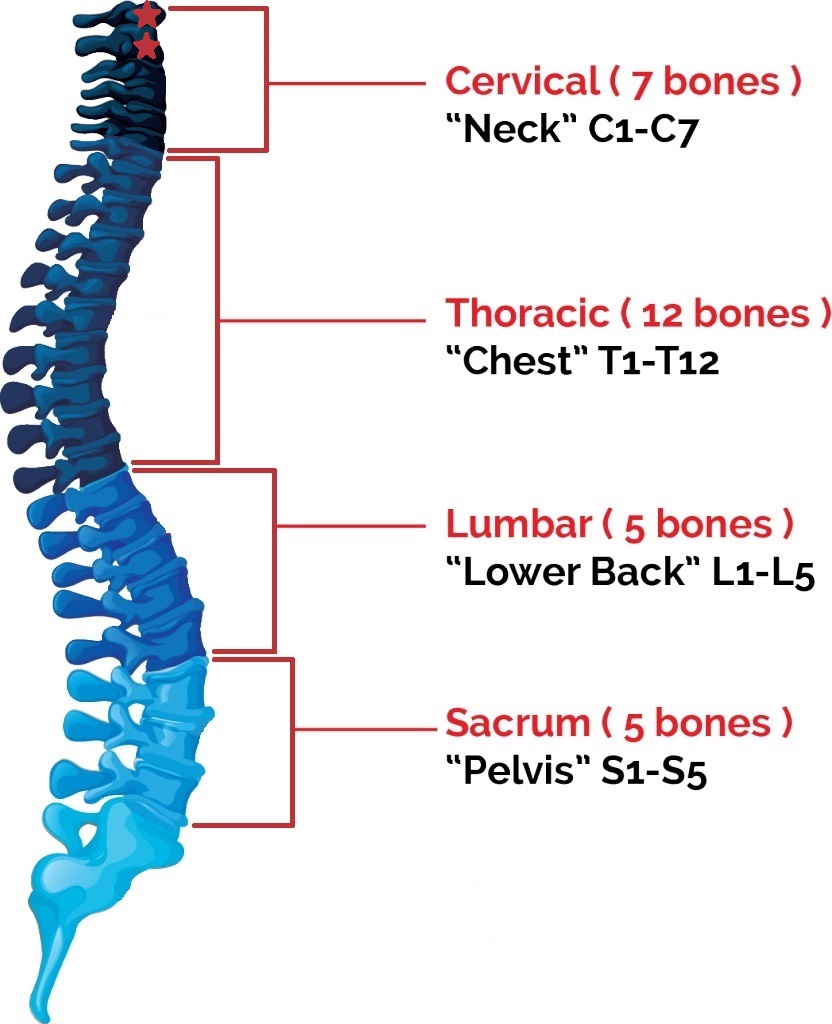 Cervical ( 7 bones )
“Neck” C1-C7
Thoracic ( 12 bones )
“Chest” T1-T12
Lumbar ( 5 bones )
“Lower Back” L1-L5
Sacrum ( 5 bones )
“Pelvis” S1-S5